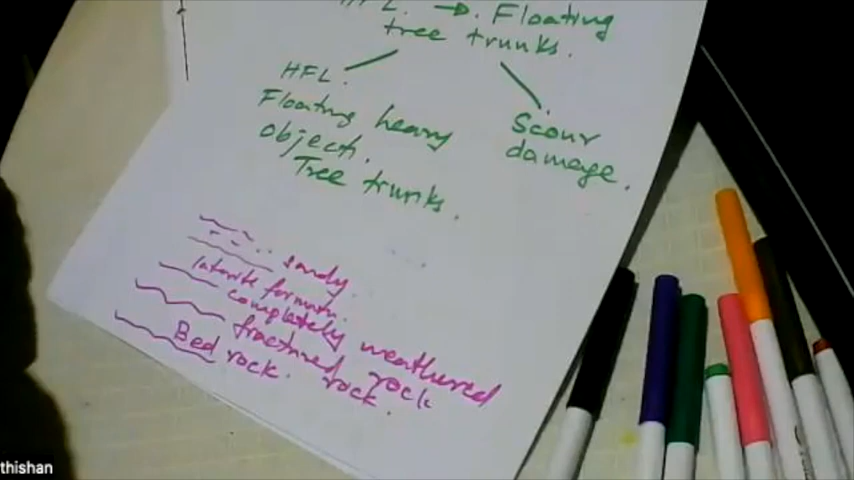 HFL. → . Floating
tree trunks.
HFL.
Floating heavy
object.
Tree trunks.
Scour
damage.
sandy.
laterite formatn.
completely weathered
rock
fractured rock.
Bed rock.
thishan